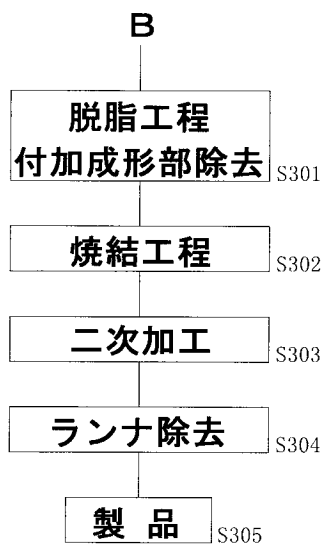 B
脱脂工程
付加成形部除去
S301
焼結工程
S302
二次加工
S303
ランナ除去
S304
製 品
S305